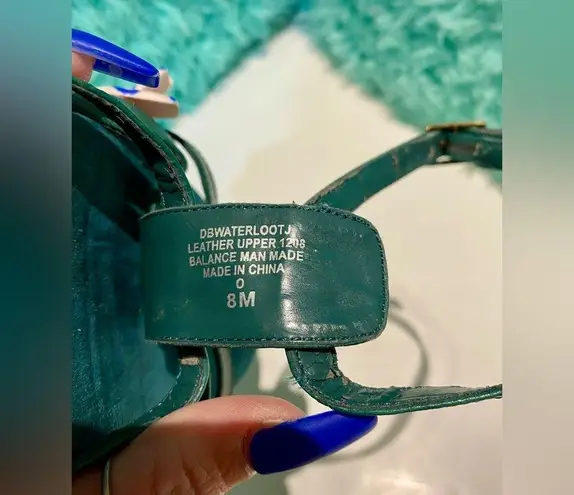 DBWATERLOOTJ
LEATHER UPPER 1208
BALANCE MAN MADE
MADE IN CHINA
O
8M